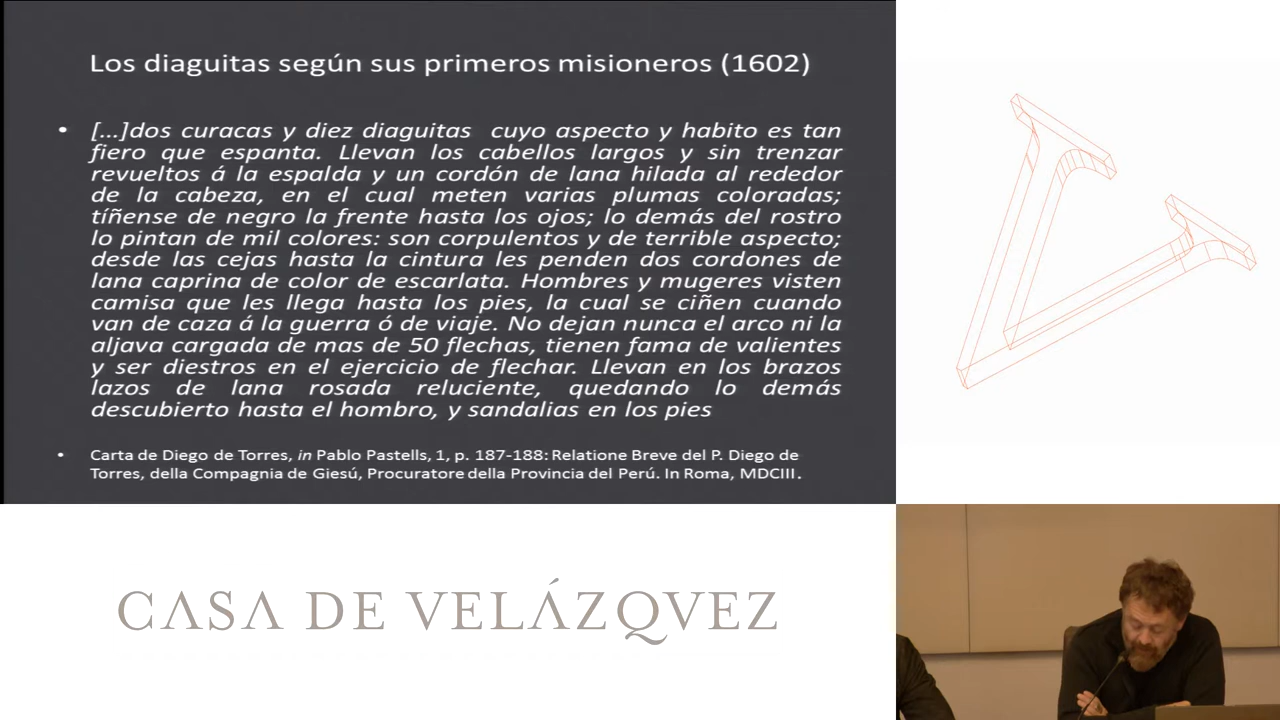 Los diaguitas según sus primeros misioneros (1602)
• [...]dos curacas y diez diaguitas cuyo aspecto y habito es tan
fiero que espanta. Llevan los cabellos largos y sin trenzar
revueltos á la espalda y un cordón de lana hilada al rededor
de la cabeza, en el cual meten varias plumas coloradas;
tíñense de negro la frente hasta los ojos; lo demás del rostro
lo pintan de mil colores: son corpulentos y de terrible aspecto;
desde las cejas hasta la cintura les penden dos cordones de
lana caprina de color de escarlata. Hombres y mugeres visten
camisa que les llega hasta los pies, la cual se ciñen cuando
van de caza á la guerra ó de viaje. No dejan nunca el arco ni la
aljava cargada de mas de 50 flechas, tienen fama de valientes
y ser diestros en el ejercicio de flechar. Llevan en los brazos
lazos de lana rosada reluciente, quedando lo demás
descubierto hasta el hombro, y sandalias en los pies
• Carta de Diego de Torres, in Pablo Pastells, 1, p. 187-188: Relatione Breve del P. Diego de
Torres, della Compagnia de Giesú, Procuratore della Provincia del Perú. In Roma, MDCIII.
CASA DE VELÁZQVEZ